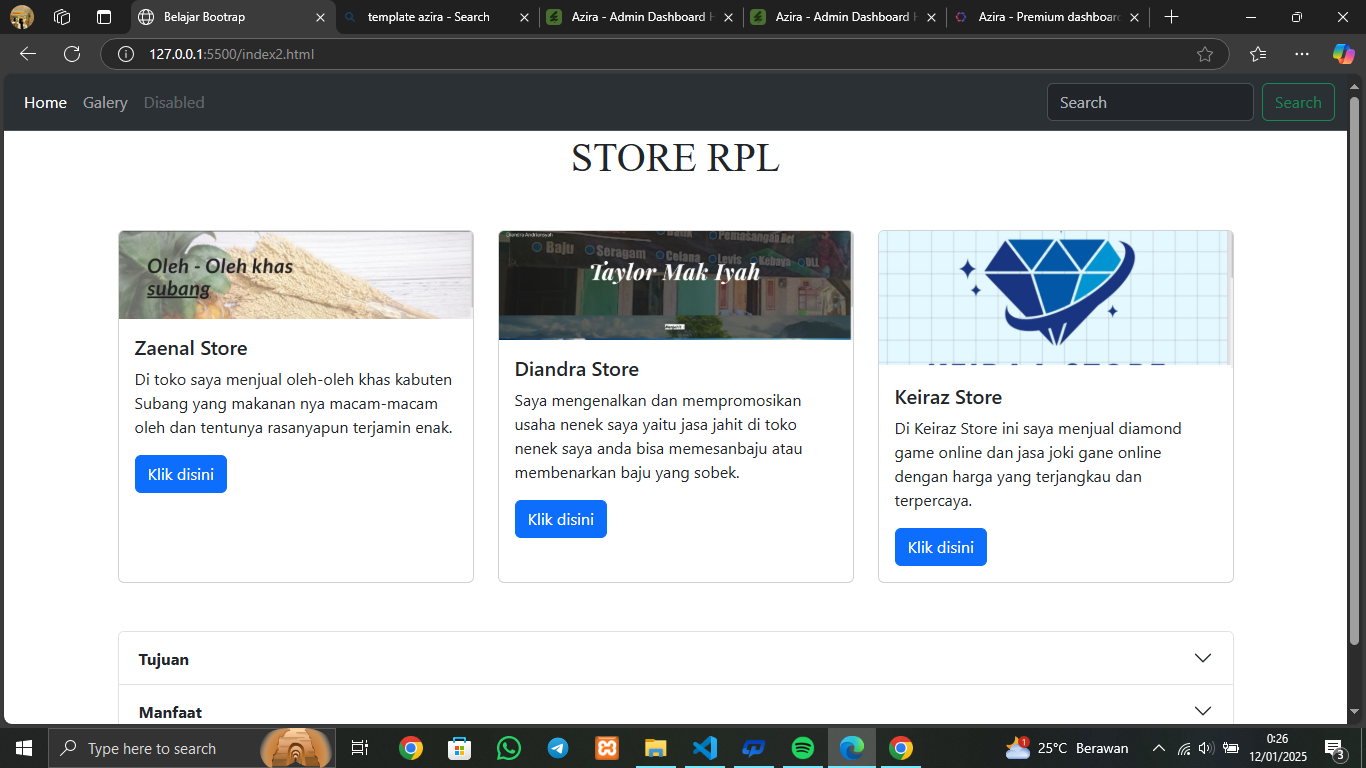 Belajar Bootrap
template azira - Search
Azira - Admin Dashboard H
Azira - Admin Dashboard H
Azira - Premium dashboard
127.0.0.1:5500/index2.html
Home Galery Disabled
Search Search
STORE RPL
Oleh - Oleh khas
subang
Zaenal Store
Di toko saya menjual oleh-oleh khas kabuten
Subang yang makanan nya macam-macam
oleh dan tentunya rasanyapun terjamin enak.
Klik disini
Diandra Andriansyah
Baju
Seragam
Celana
Levis
Kebaya
DLL
Pemasangan Bet
Taylor Mak Iyah
Diandra Store
Saya mengenalkan dan mempromosikan
usaha nenek saya yaitu jasa jahit di toko
nenek saya anda bisa memesanbaju atau
membenarkan baju yang sobek.
Klik disini
Keiraz Store
Di Keiraz Store ini saya menjual diamond
game online dan jasa joki gane online
dengan harga yang terjangkau dan
terpercaya.
Klik disini
Tujuan
Manfaat
Type here to search
1
25°C Berawan
0:26
12/01/2025
3